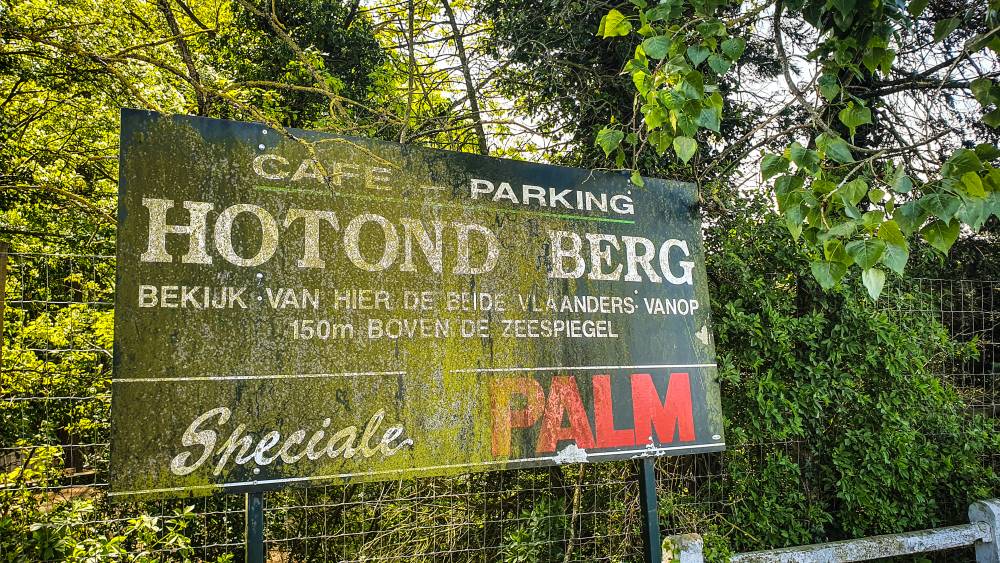 CAFE - PARKING
HOTOND BERG
BEKIJK VAN HIER DE BEIDE VLAANDERS VANOP
150m BOVEN DE ZEESPIEGEL
Speciale PALM